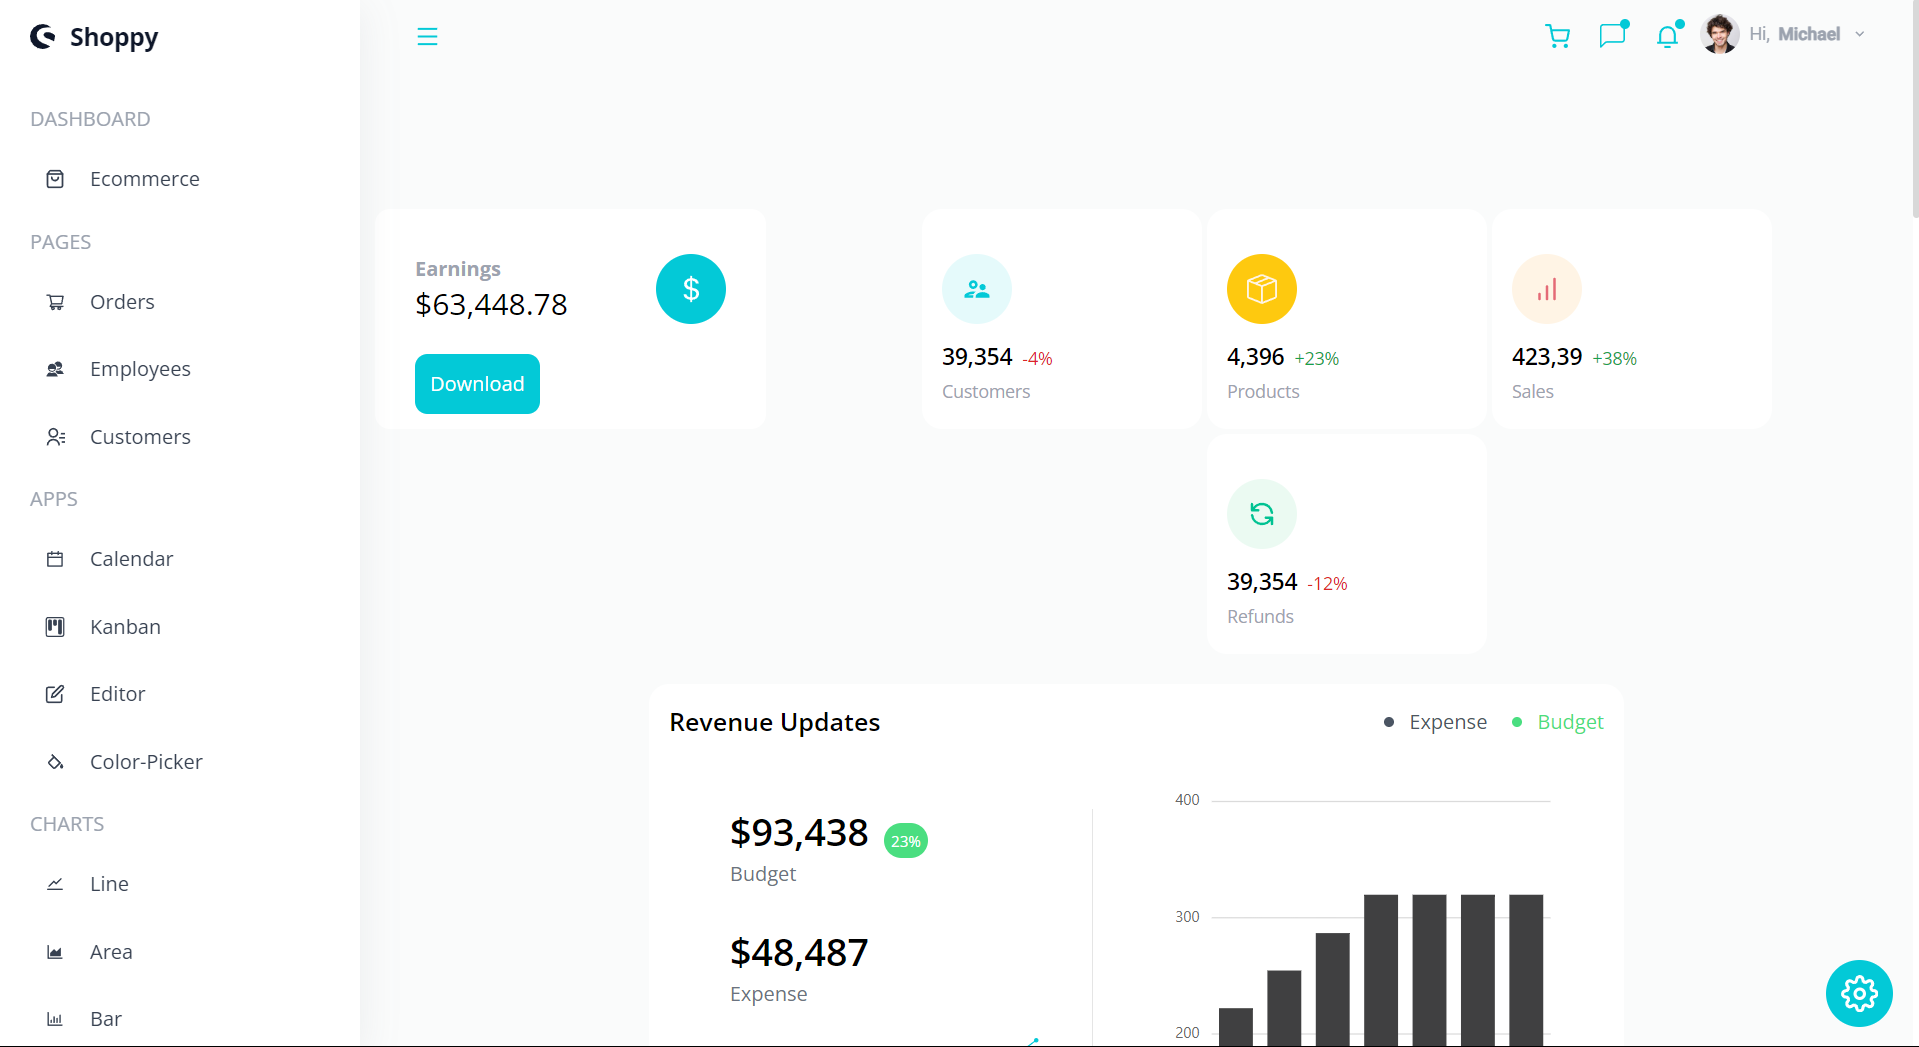 Shoppy
Hi, Michael
DASHBOARD
Ecommerce
PAGES
Orders
Employees
Customers
APPS
Calendar
Kanban
Editor
Color-Picker
CHARTS
Line
Area
Bar
Earnings
$63,448.78
$
Download
39,354 -4%
Customers
4,396 +23%
Products
423,39 +38%
Sales
39,354 -12%
Refunds
Revenue Updates
Expense
Budget
$93,438 23%
Budget
$48,487
Expense
400
300
200